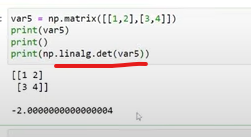 var5 = np.matrix([[1,2],[3,4]])
print(var5)
print()
print(np.linalg.det(var5))
[[1 2]
[3 4]]
-2.0000000000000004